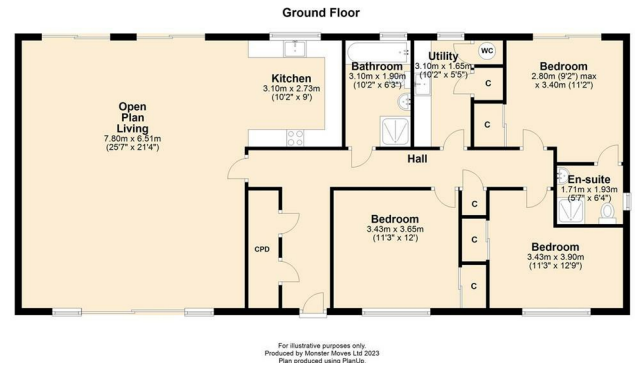 Ground Floor
Open
Plan
Living
7.80m x 6.51m
(25'7" x 21'4")
Kitchen
3.10m x 2.73m
(10'2" x 9')
Bathroom
3.10m x 1.90m
(10'2" x 6'3")
Utility
3.10m x 1.65m
(10'2" x 5'5")
WC
C
C
Bedroom
2.80m (9'2") max
x 3.40m (11'2")
Hall
En-suite
1.71m x 1.93m
(5'7" x 6'4")
CPD
Bedroom
3.43m x 3.65m
(11'3" x 12')
C
C
C
Bedroom
3.43m x 3.90m
(11'3" x 12'9")
For illustrative purposes only.
Produced by Monster Moves Ltd 2023
Plan produced using PlanUp.